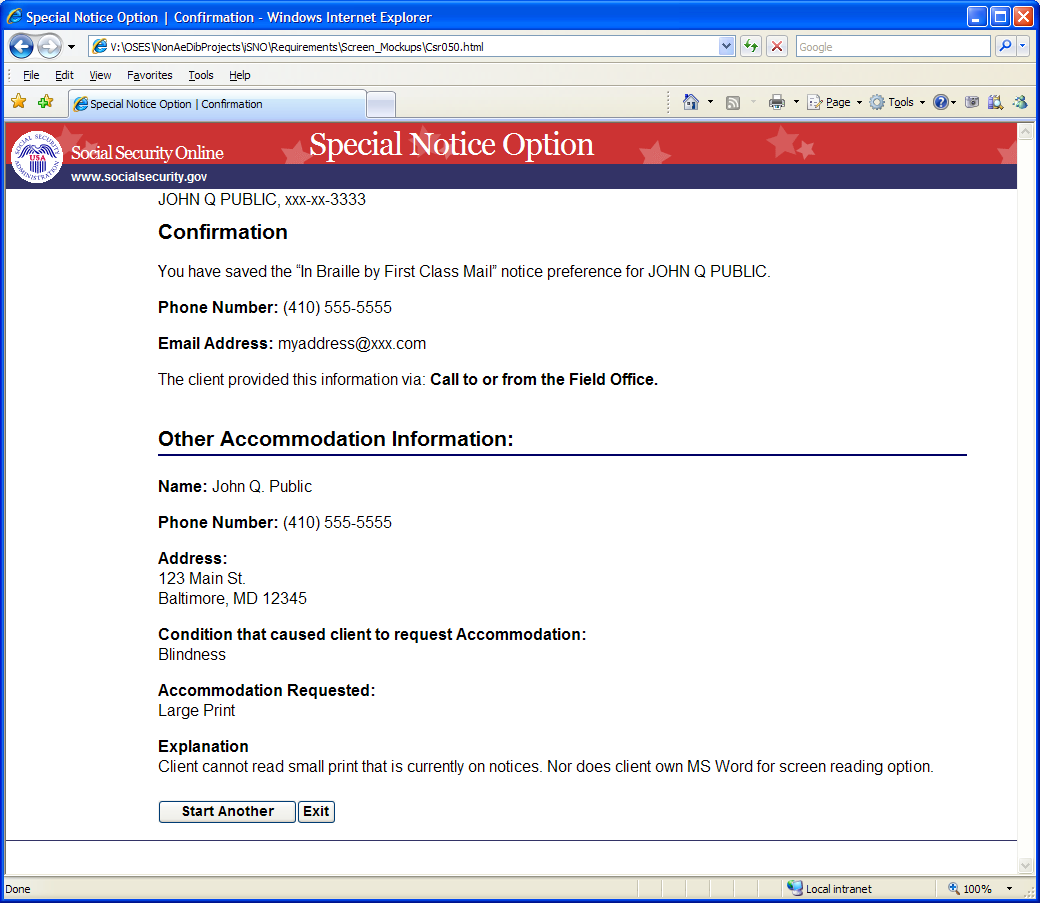 Special Notice Option | Confirmation - Windows Internet Explorer
V:\OSES\NonAeDibProjects\iSNO\Requirements\Screen_Mockups\Csr050.html
Google
File Edit View Favorites Tools Help
Special Notice Option | Confirmation
Page Tools
SOCIAL SECURITY ADMINISTRATION
USA
Social Security Online
Special Notice Option
www.socialsecurity.gov
JOHN Q PUBLIC, xxx-xx-3333
Confirmation
You have saved the “In Braille by First Class Mail” notice preference for JOHN Q PUBLIC.
Phone Number: (410) 555-5555
Email Address: myaddress@xxx.com
The client provided this information via: Call to or from the Field Office.
Other Accommodation Information:
Name: John Q. Public
Phone Number: (410) 555-5555
Address:
123 Main St.
Baltimore, MD 12345
Condition that caused client to request Accommodation:
Blindness
Accommodation Requested:
Large Print
Explanation
Client cannot read small print that is currently on notices. Nor does client own MS Word for screen reading option.
Start Another Exit
Done Local intranet 100%